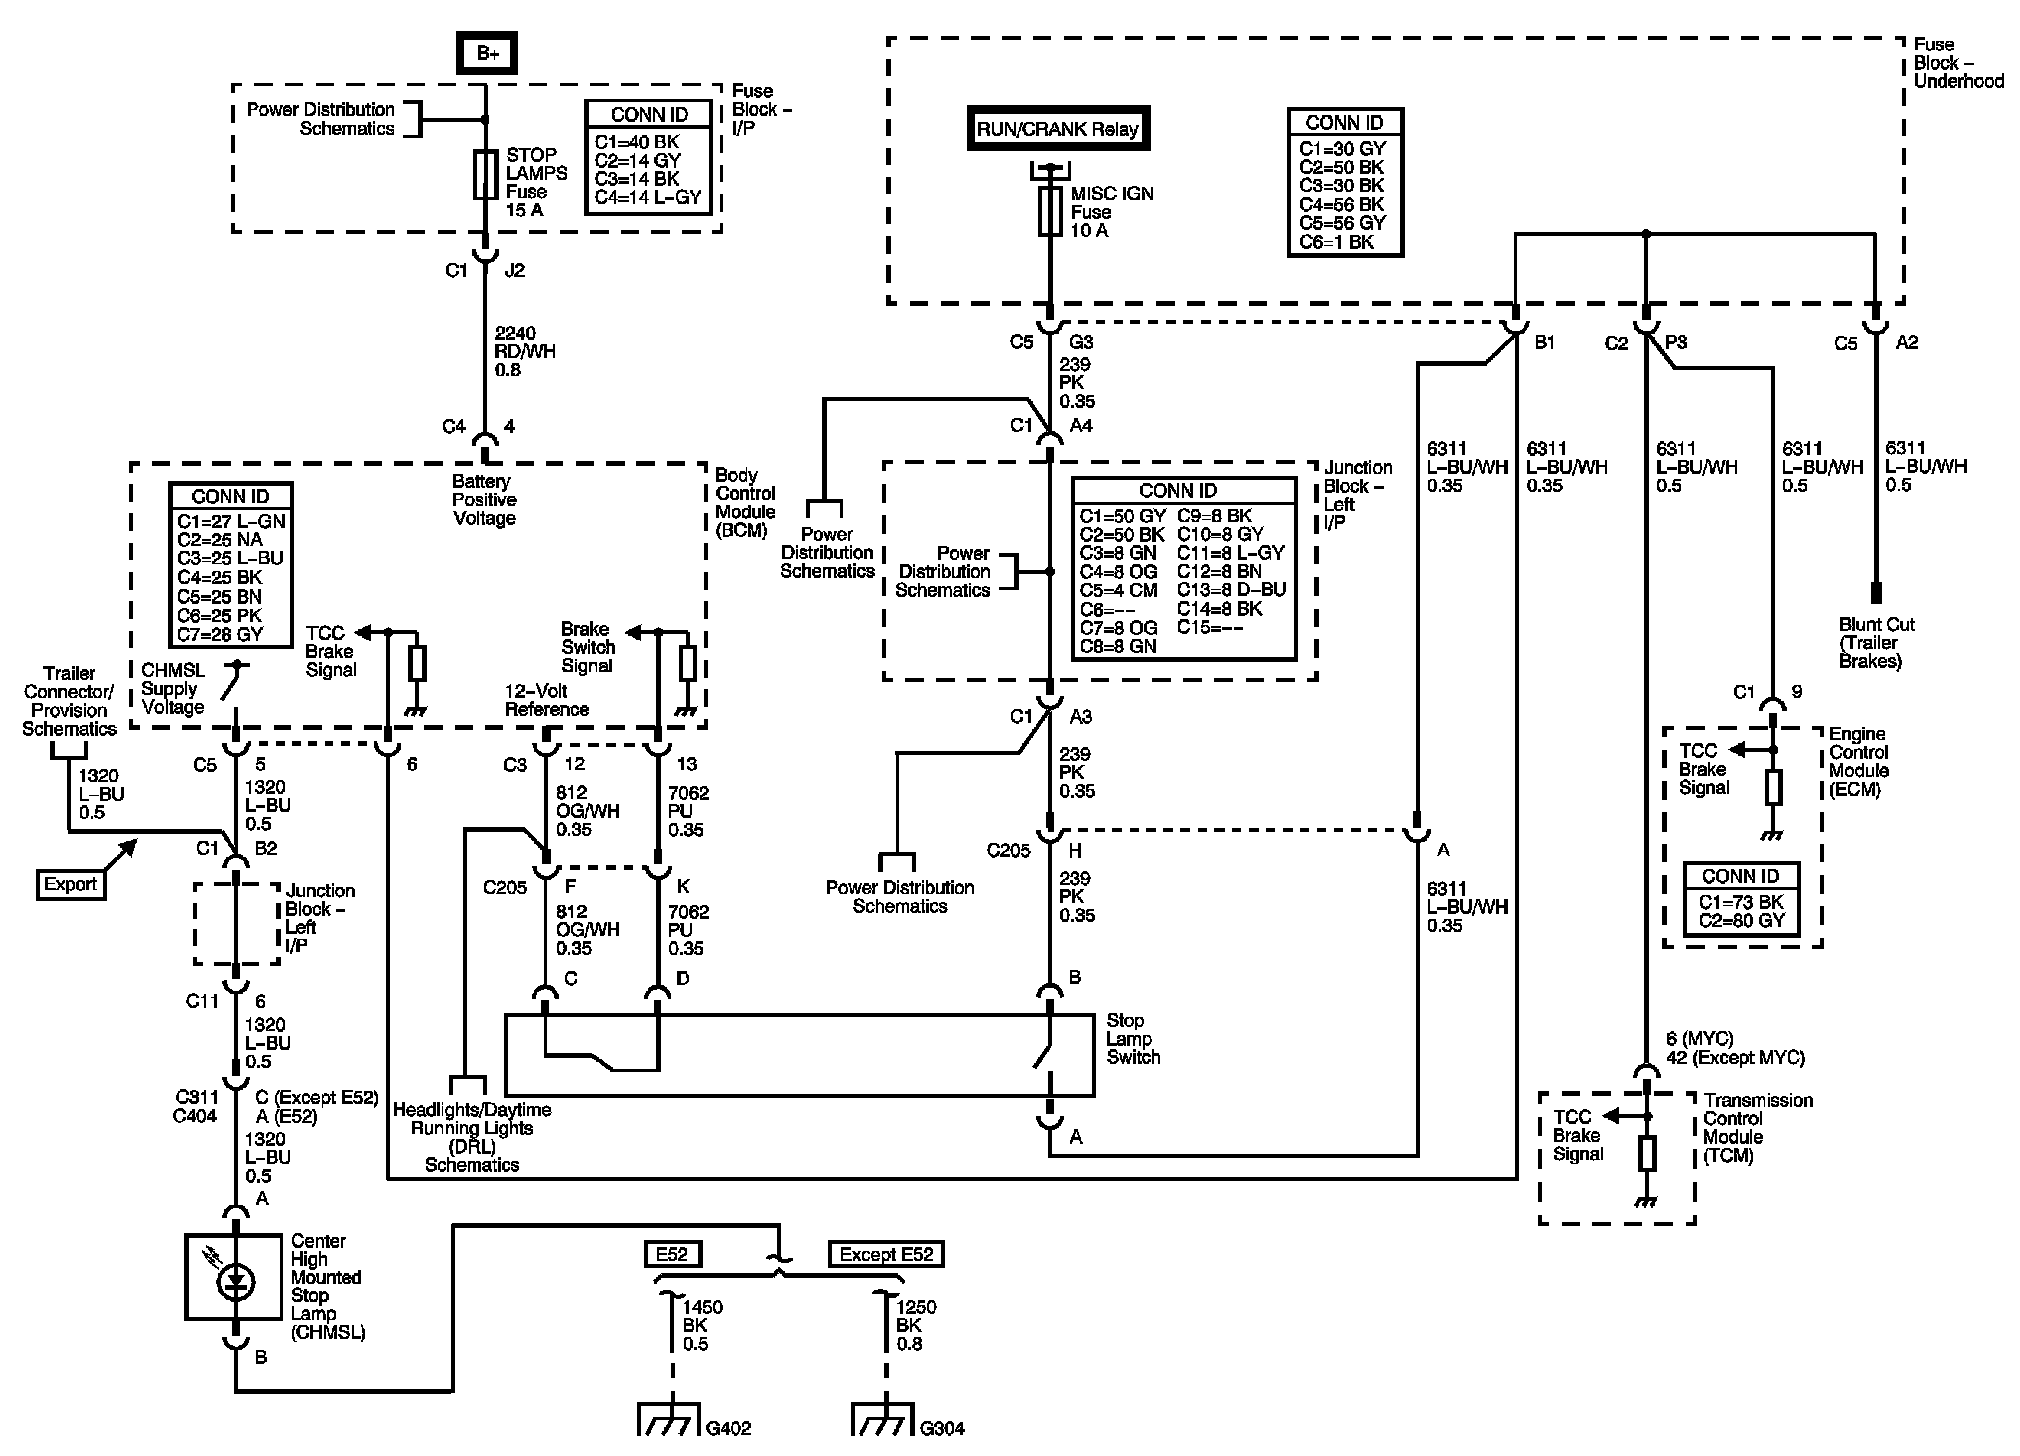 B+
Power Distribution
Schematics
STOP
LAMPS
Fuse
15 A
CONN ID
C1=40 BK
C2=14 GY
C3=14 BK
C4=14 L-GY
Fuse
Block –
I/P
C1
J2
2240
RD/WH
0.8
C4
4
RUN/CRANK Relay
MISC IGN
Fuse
10 A
CONN ID
C1=30 GY
C2=50 BK
C3=30 BK
C4=56 BK
C5=56 GY
C6=1 BK
Fuse
Block –
Underhood
C5
G3
B1
C2
P3
C5
A2
239
PK
0.35
C1
A4
6311
L-BU/WH
0.35
6311
L-BU/WH
0.35
6311
L-BU/WH
0.5
6311
L-BU/WH
0.5
6311
L-BU/WH
0.5
Battery
Positive
Voltage
Body
Control
Module
(BCM)
CONN ID
C1=27 L-GN
C2=25 NA
C3=25 L-BU
C4=25 BK
C5=25 BN
C6=25 PK
C7=28 GY
TCC
Brake
Signal
Brake
Switch
Signal
CHMSL
Supply
Voltage
12-Volt
Reference
Trailer
Connector/
Provision
Schematics
1320
L-BU
0.5
C5
5
6
C3
12
13
1320
L-BU
0.5
812
OG/WH
0.35
7062
PU
0.35
Export
C1
B2
C205
F
K
Junction
Block –
Left
I/P
812
OG/WH
0.35
7062
PU
0.35
C
D
C11
6
1320
L-BU
0.5
C311
C404
C (Except E52)
A (E52)
1320
L-BU
0.5
A
Center
High
Mounted
Stop
Lamp
(CHMSL)
B
Headlights/Daytime
Running Lights
(DRL)
Schematics
Power
Distribution
Schematics
Power
Distribution
Schematics
CONN ID
C1=50 GY C9=8 BK
C2=50 BK C10=8 GY
C3=8 GN C11=8 L-GY
C4=8 OG C12=8 BN
C5=4 CM C13=8 D-BU
C6=-- C14=8 BK
C7=8 OG C15=--
C8=8 GN
Junction
Block –
Left
I/P
C1
A3
239
PK
0.35
Power Distribution
Schematics
C205
H
A
239
PK
0.35
6311
L-BU/WH
0.35
B
Stop
Lamp
Switch
A
Blunt Cut
(Trailer
Brakes)
C1
9
TCC
Brake
Signal
Engine
Control
Module
(ECM)
CONN ID
C1=73 BK
C2=80 GY
6 (MYC)
42 (Except MYC)
TCC
Brake
Signal
Transmission
Control
Module
(TCM)
E52
Except E52
1450
BK
0.5
1250
BK
0.8
G402
G304